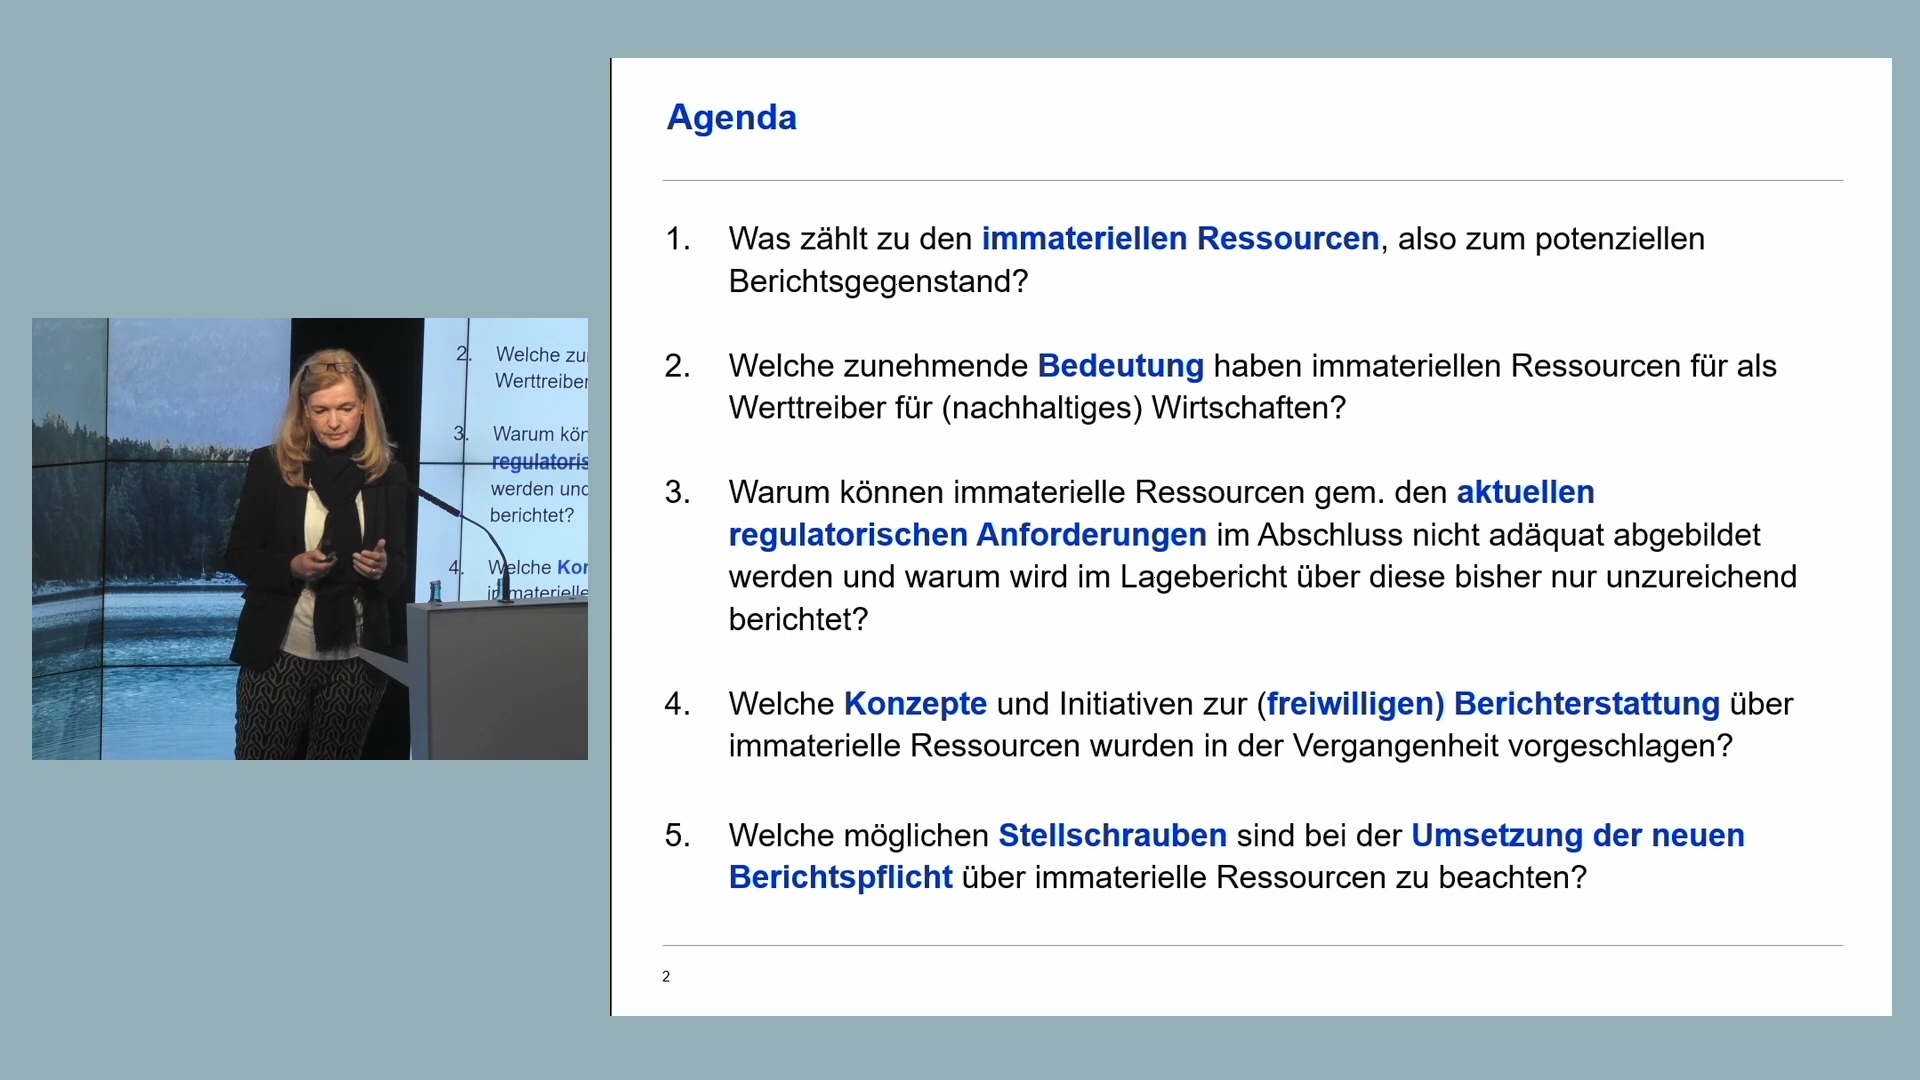 Agenda
1. Was zählt zu den immateriellen Ressourcen, also zum potenziellen
Berichtsgegenstand?
2. Welche zunehmende Bedeutung haben immateriellen Ressourcen für als
Werttreiber für (nachhaltiges) Wirtschaften?
3. Warum können immaterielle Ressourcen gem. den aktuellen
regulatorischen Anforderungen im Abschluss nicht adäquat abgebildet
werden und warum wird im Lagebericht über diese bisher nur unzureichend
berichtet?
4. Welche Konzepte und Initiativen zur (freiwilligen) Berichterstattung über
immaterielle Ressourcen wurden in der Vergangenheit vorgeschlagen?
5. Welche möglichen Stellschrauben sind bei der Umsetzung der neuen
Berichtspflicht über immaterielle Ressourcen zu beachten?
2
2. Welche zu
Werttreiber
3. Warum kön
regulatoris
werden und
berichtet?
4. Welche Kon
immaterielle